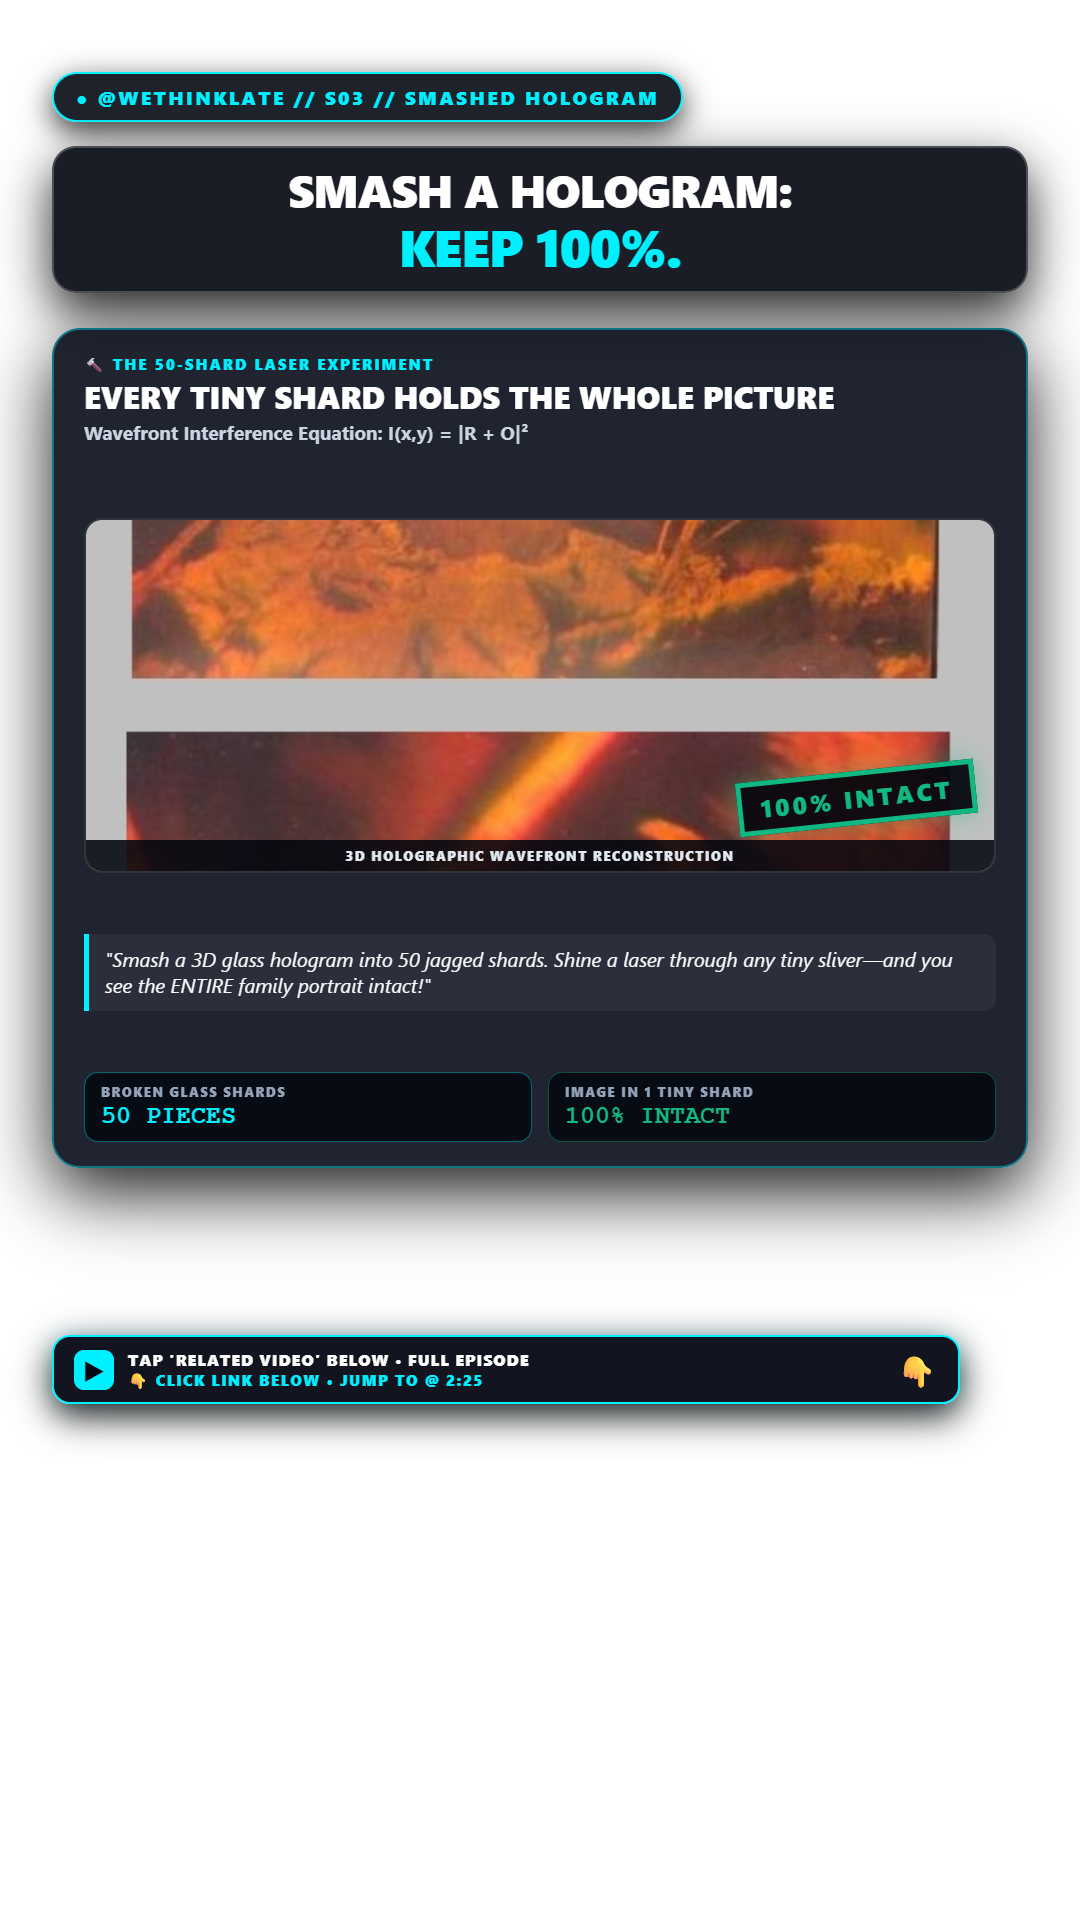 • @WETHINKLATE // S03 // SMASHED HOLOGRAM
SMASH A HOLOGRAM:
KEEP 100%.
🔨 THE 50-SHARD LASER EXPERIMENT
EVERY TINY SHARD HOLDS THE WHOLE PICTURE
Wavefront Interference Equation: I(x,y) = |R + O|²
100% INTACT
3D HOLOGRAPHIC WAVEFRONT RECONSTRUCTION
"Smash a 3D glass hologram into 50 jagged shards. Shine a laser through any tiny sliver—and you
see the ENTIRE family portrait intact!"
BROKEN GLASS SHARDS
50 PIECES
IMAGE IN 1 TINY SHARD
100% INTACT
TAP 'RELATED VIDEO' BELOW • FULL EPISODE
👇 CLICK LINK BELOW • JUMP TO @ 2:25
👇